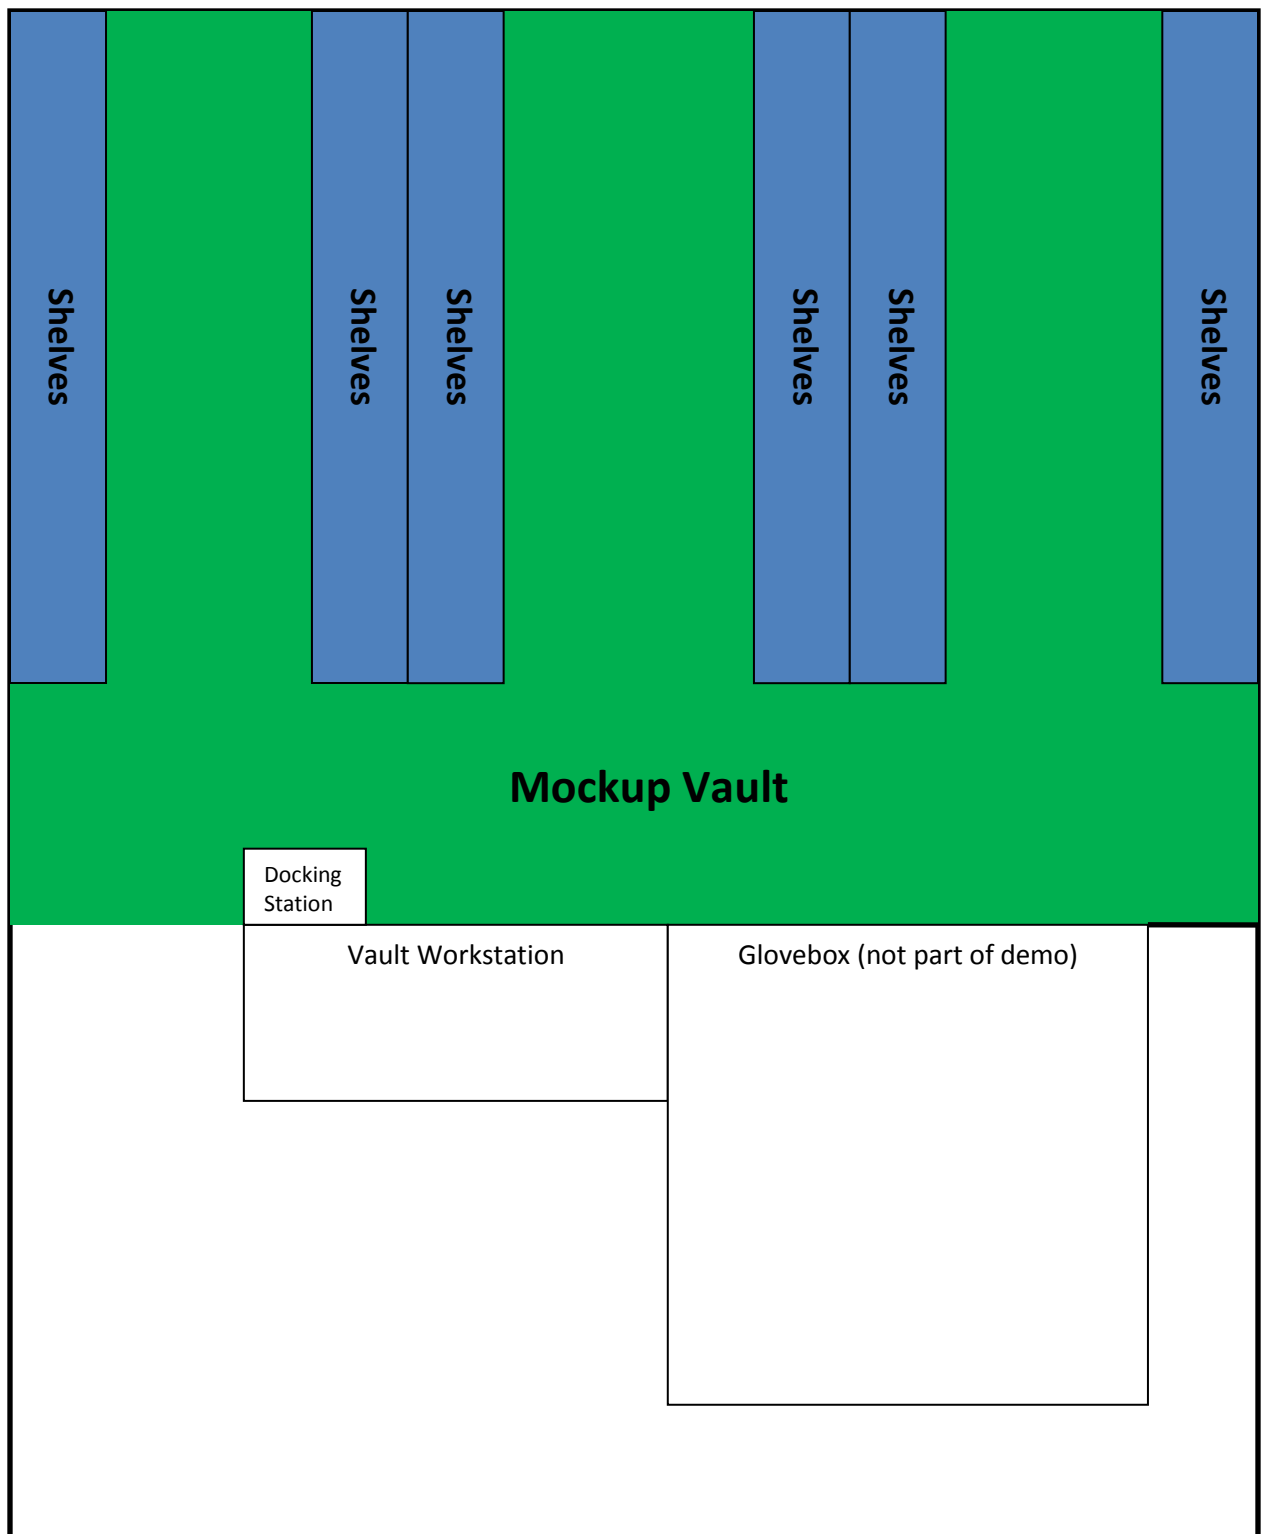 Shelves
Shelves
Shelves
Shelves
Shelves
Shelves
Mockup Vault
Docking
Station
Vault Workstation
Glovebox (not part of demo)